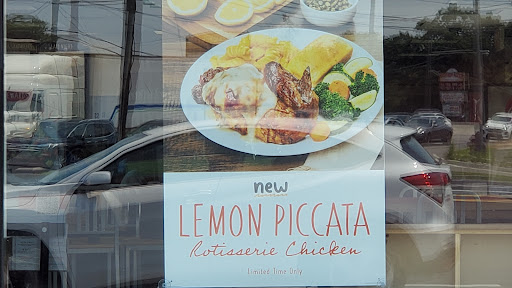 new
LEMON PICCATA
Rotisserie Chicken
Limited Time Only